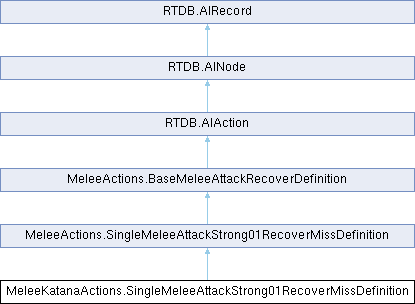 RTDB.AIRecord
RTDB.AINode
RTDB.AIAction
MeleeActions.BaseMeleeAttackRecoverDefinition
MeleeActions.SingleMeleeAttackStrong01RecoverMissDefinition
MeleeKatanaActions.SingleMeleeAttackStrong01RecoverMissDefinition